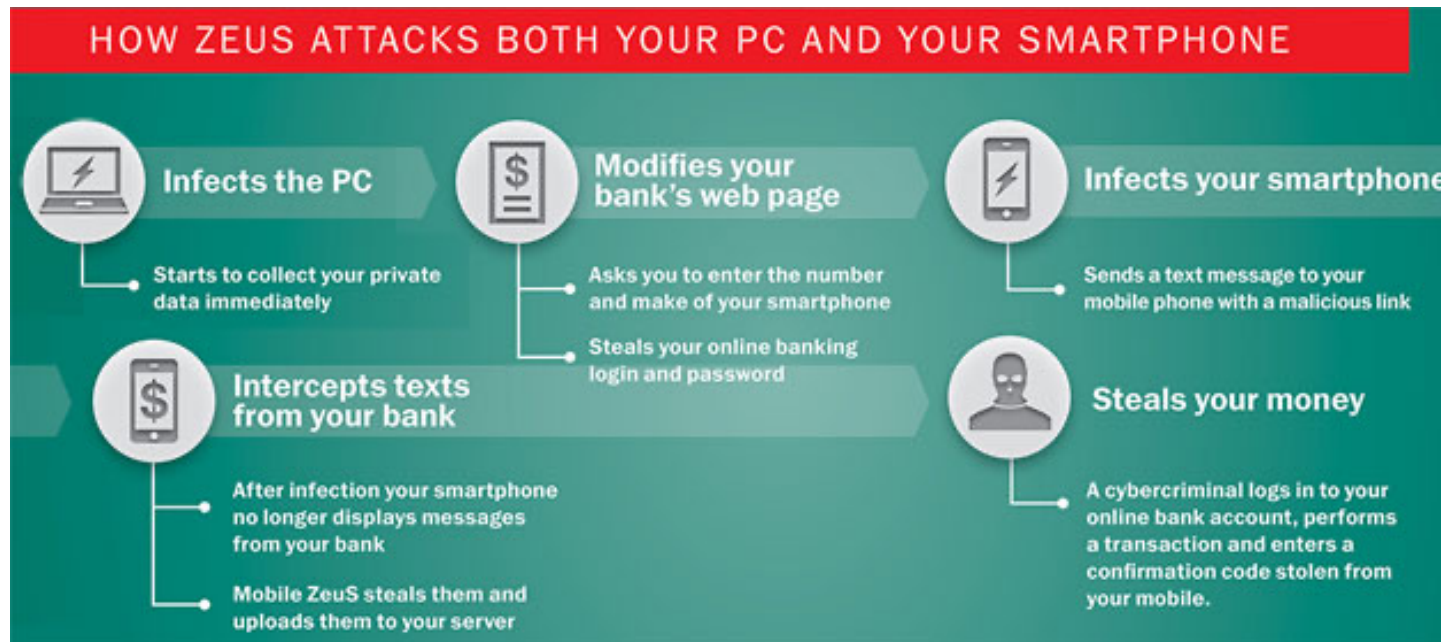 HOW ZEUS ATTACKS BOTH YOUR PC AND YOUR SMARTPHONE
Infects the PC
Starts to collect your private
data immediately
Modifies your
bank's web page
Asks you to enter the number
and make of your smartphone
Steals your online banking
login and password
Infects your smartphone
Sends a text message to your
mobile phone with a malicious link
Intercepts texts
from your bank
After infection your smartphone
no longer displays messages
from your bank
Mobile ZeuS steals them and
uploads them to your server
Steals your money
A cybercriminal logs in to your
online bank account, performs
a transaction and enters a
confirmation code stolen from
your mobile.